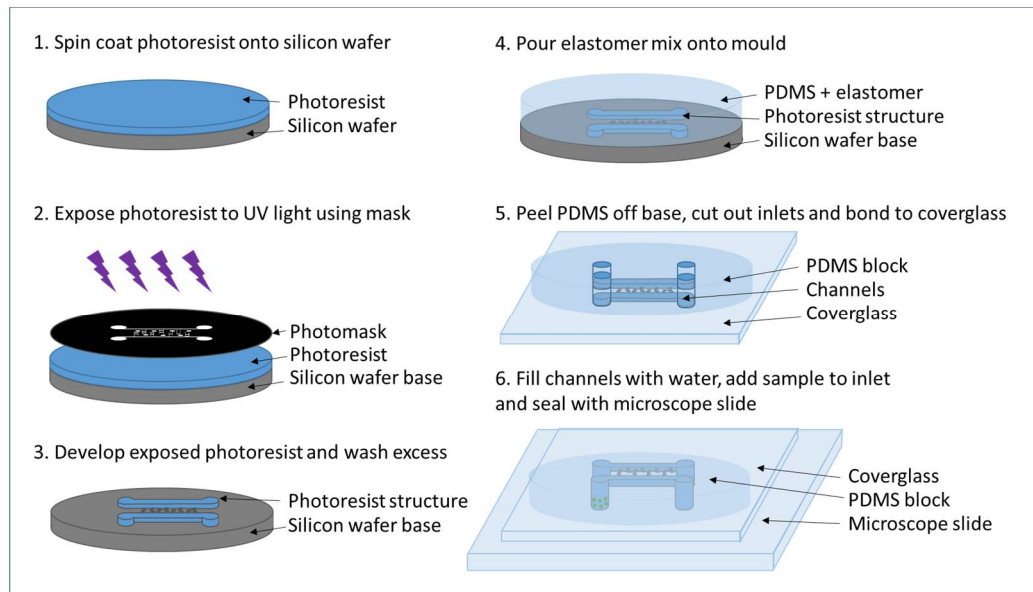 1. Spin coat photoresist onto silicon wafer
Photoresist
Silicon wafer
2. Expose photoresist to UV light using mask
Photomask
Photoresist
Silicon wafer base
3. Develop exposed photoresist and wash excess
Photoresist structure
Silicon wafer base
4. Pour elastomer mix onto mould
PDMS + elastomer
Photoresist structure
Silicon wafer base
5. Peel PDMS off base, cut out inlets and bond to coverglass
PDMS block
Channels
Coverglass
6. Fill channels with water, add sample to inlet
and seal with microscope slide
Coverglass
PDMS block
Microscope slide